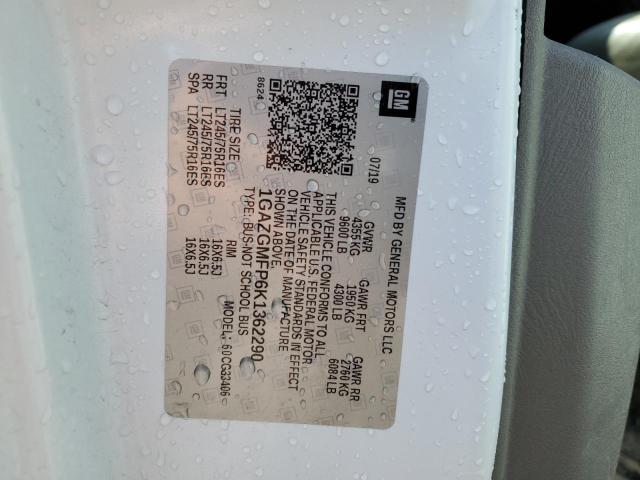 GM
MFD BY GENERAL MOTORS LLC
07/19
GVWR GAWR FRT GAWR RR
4355 KG 1950 KG 2760 KG
9600 LB 4300 LB 6084 LB
THIS VEHICLE CONFORMS TO ALL
APPLICABLE U.S. FEDERAL MOTOR
VEHICLE SAFETY STANDARDS IN EFFECT
ON THE DATE OF MANUFACTURE
SHOWN ABOVE.
8624
1GAZGMFP6K1362290
TYPE: BUS-NOT SCHOOL BUS
MODEL: 60CG33406
TIRE SIZE RIM
FRT LT245/75R16ES 16X6.5J
RR LT245/75R16ES 16X6.5J
SPA LT245/75R16ES 16X6.5J